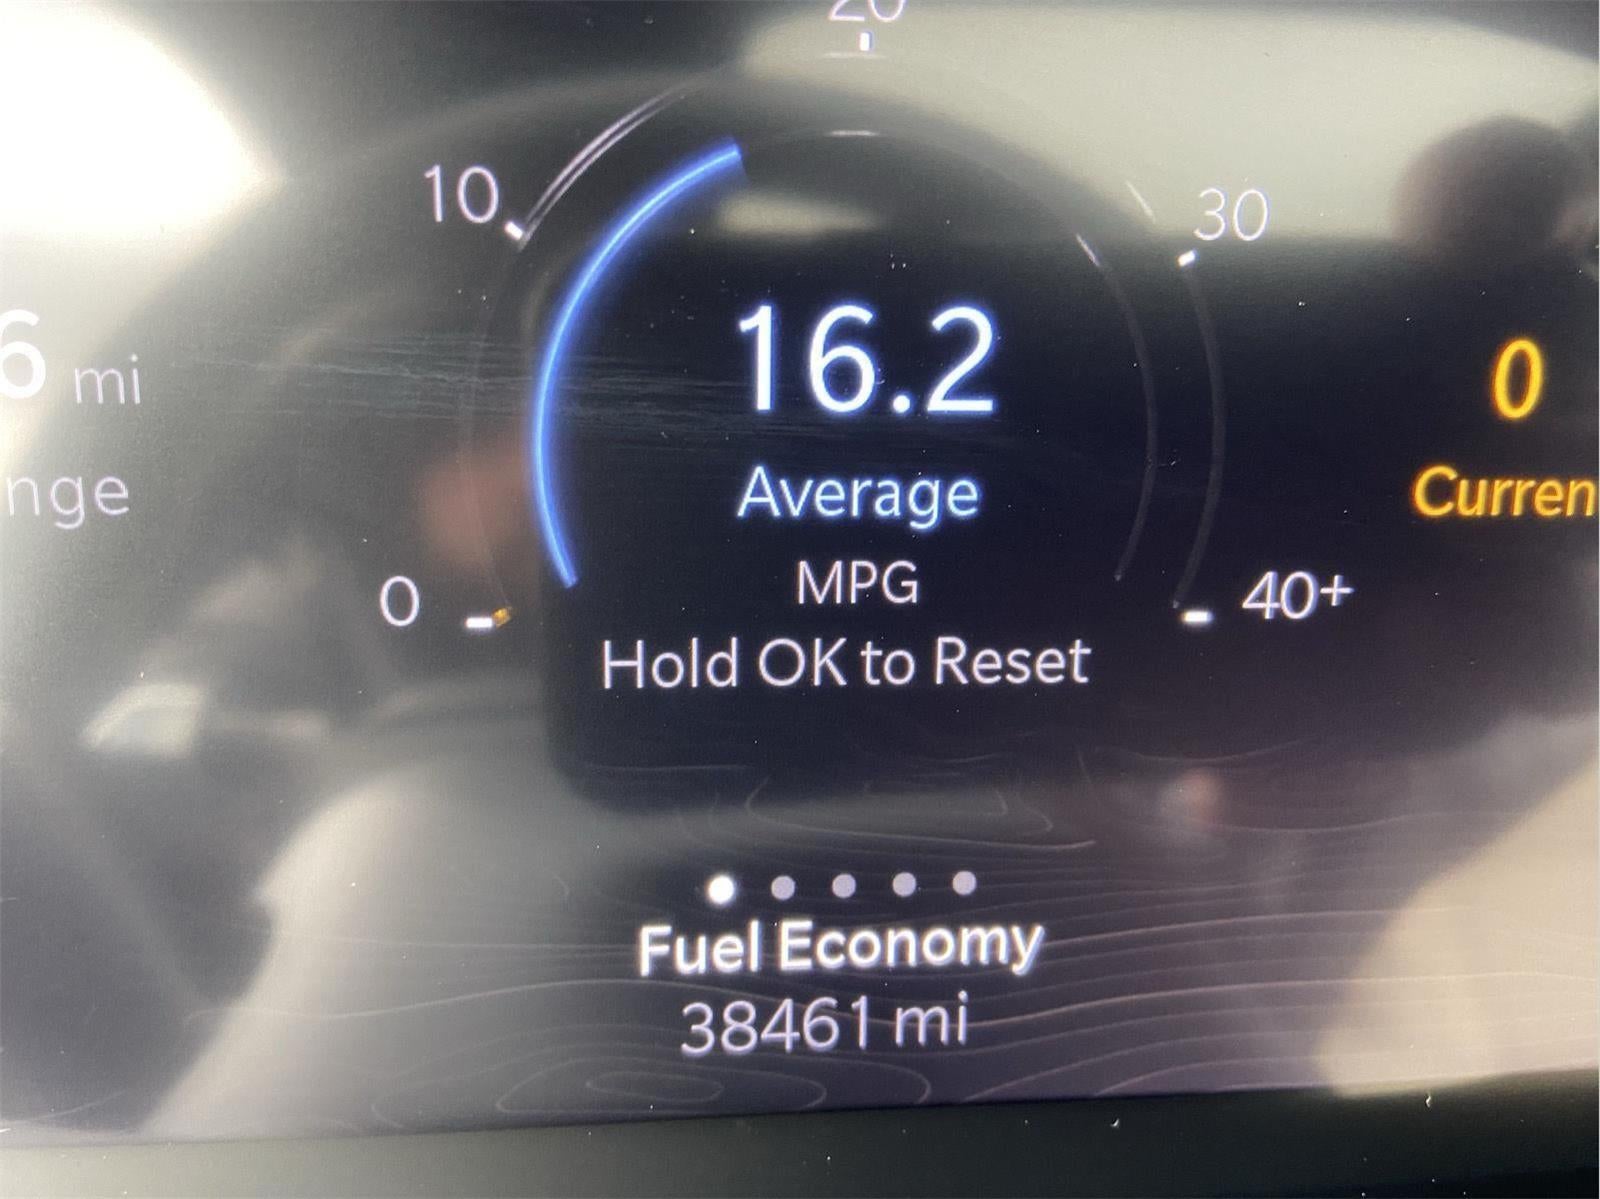 20
10
30
16.2
6 mi
0
Average
nge
Curren
MPG
0
40+
Hold OK to Reset
Fuel Economy
38461 mi